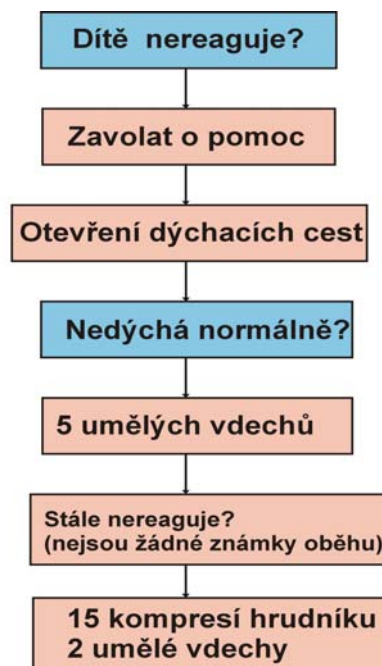 Dítě nereaguje?
Zavolat o pomoc
Otevření dýchacích cest
Nedýchá normálně?
5 umělých vdechů
Stále nereaguje?
(nejsou žádné známky oběhu)
15 kompresí hrudníku
2 umělé vdechy